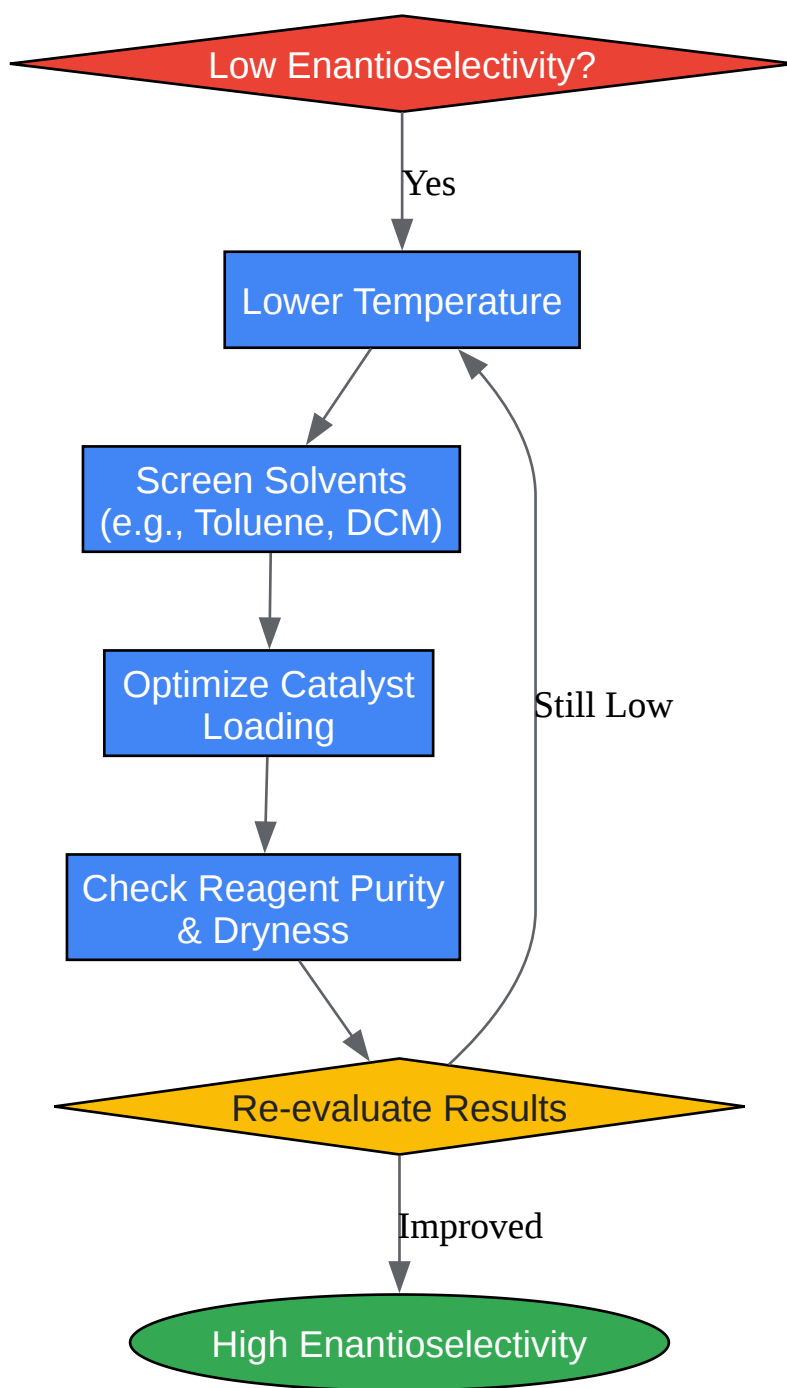 Low Enantioselectivity?
Yes
Lower Temperature
Screen Solvents
(e.g., Toluene, DCM)
Optimize Catalyst
Loading
Still Low
Check Reagent Purity
& Dryness
Re-evaluate Results
Improved
High Enantioselectivity